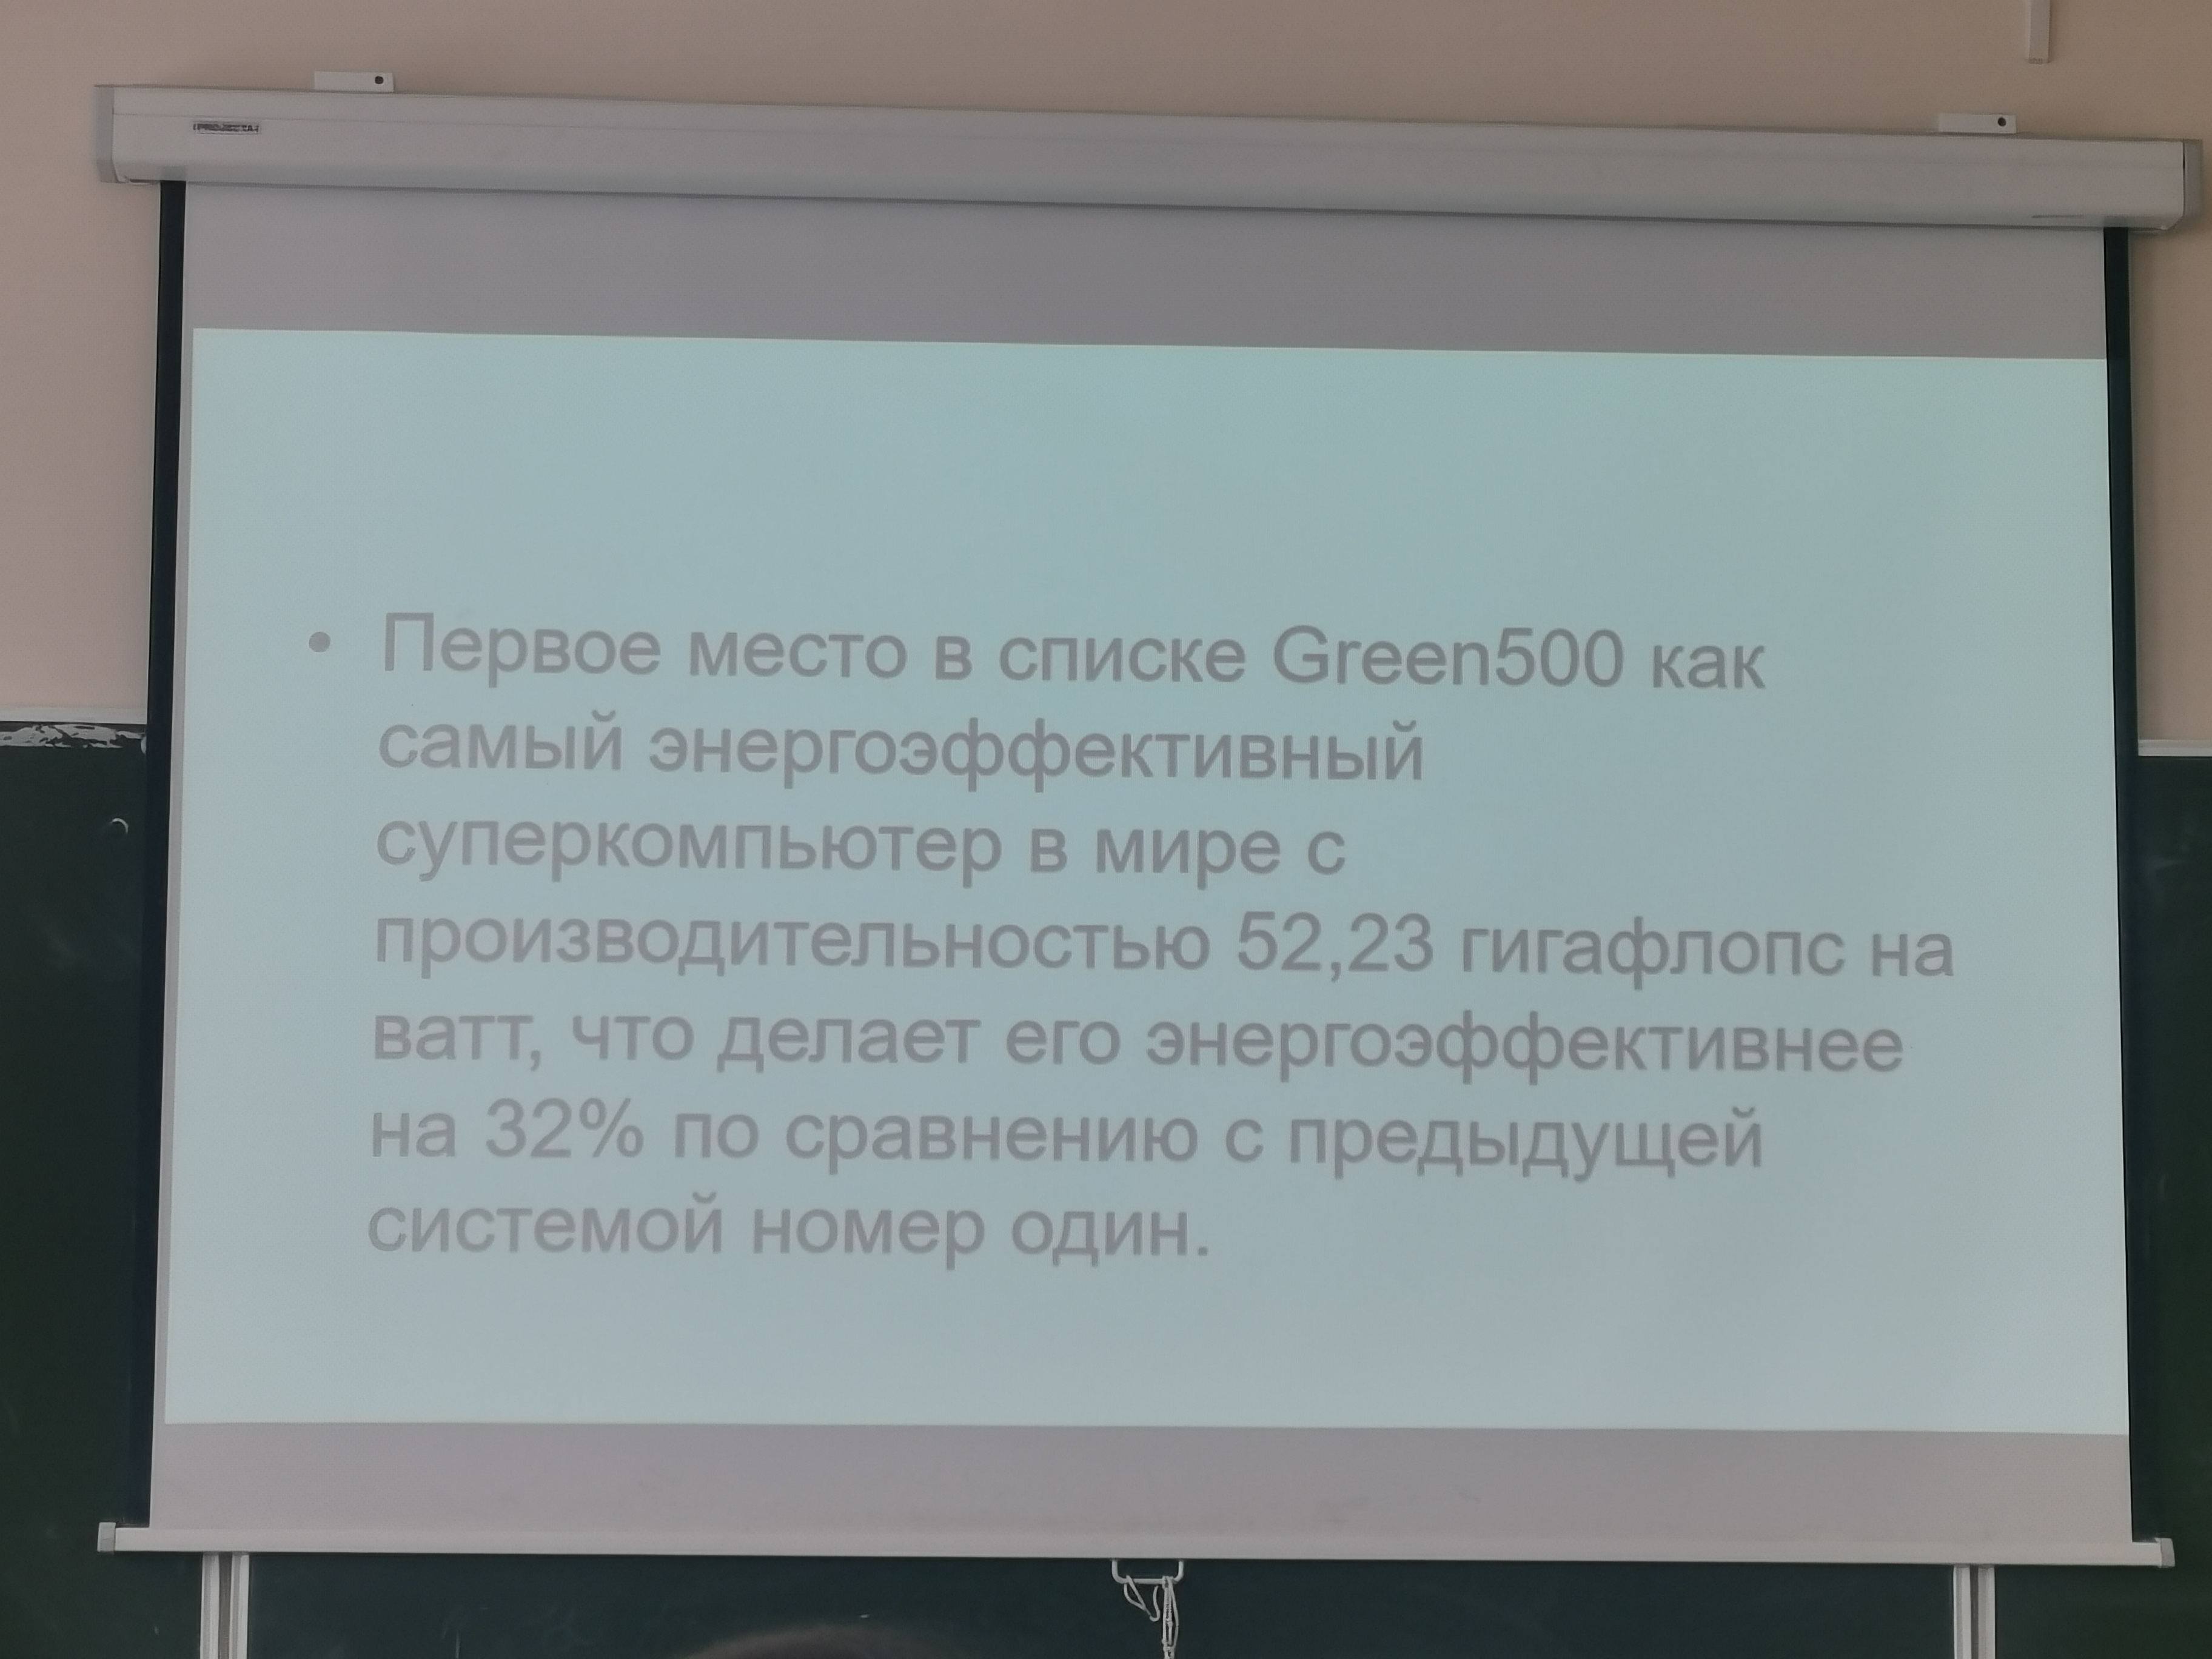 PROJECTA
• Первое место в списке Green500 как
самый энергоэффективный
суперкомпьютер в мире с
производительностью 52,23 гигафлопс на
ватт, что делает его энергоэффективнее
на 32% по сравнению с предыдущей
системой номер один.